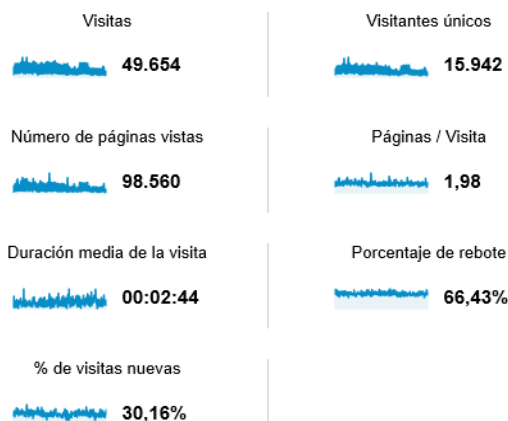 Visitas
49.654
Visitantes únicos
15.942
Número de páginas vistas
98.560
Páginas / Visita
1,98
Duración media de la visita
00:02:44
Porcentaje de rebote
66,43%
% de visitas nuevas
30,16%